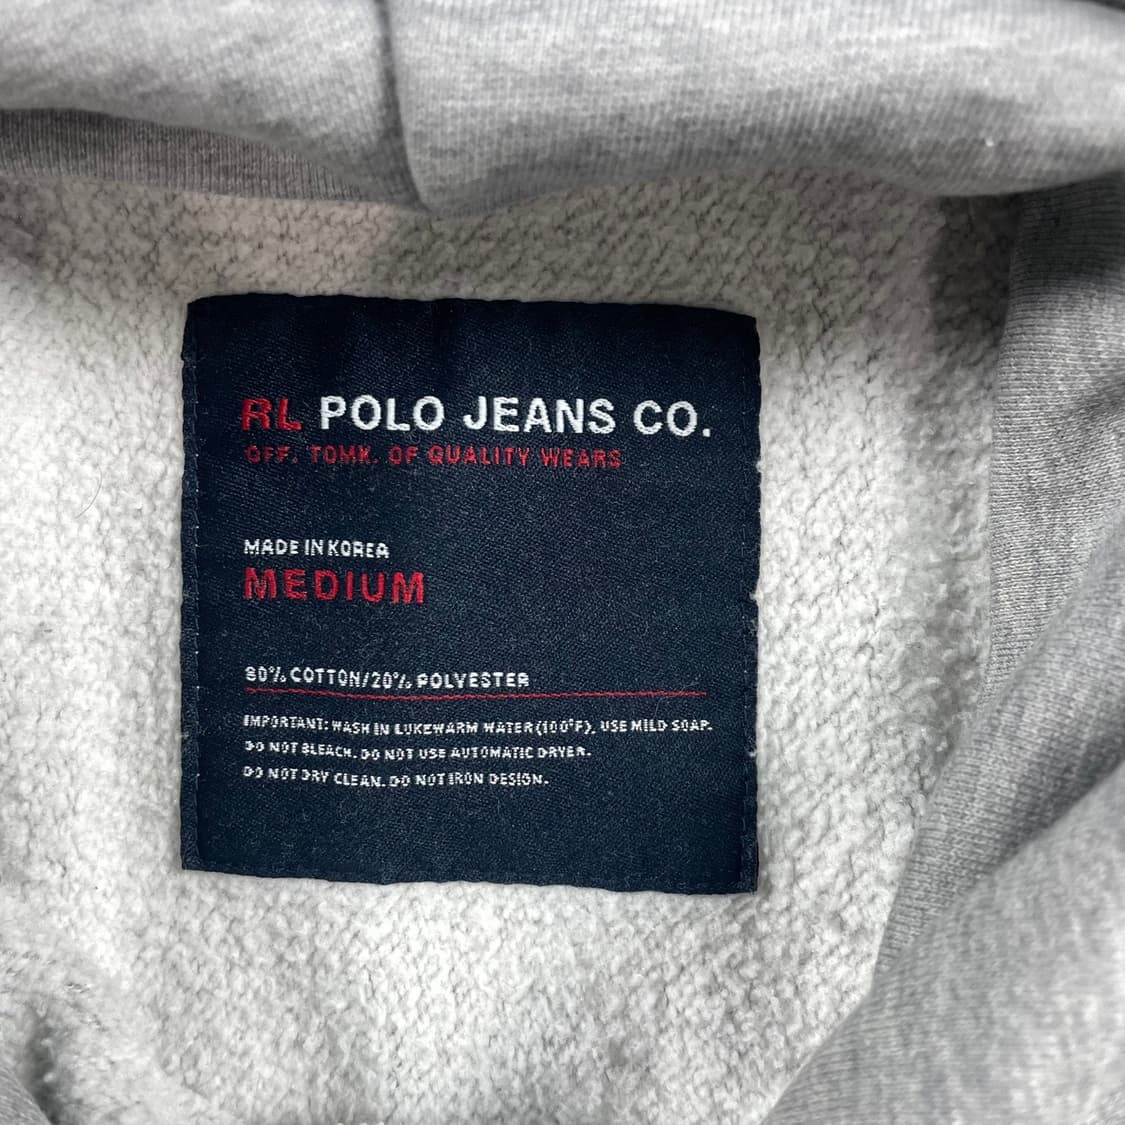 RL POLO JEANS CO.
OFF. TOMK. OF QUALITY WEARS
MADE IN KOREA
MEDIUM
80% COTTON/20% POLYESTER
IMPORTANT: WASH IN LUKEWARM WATER (100°F). USE MILD SOAP.
DO NOT BLEACH. DO NOT USE AUTOMATIC DRYER.
DO NOT DRY CLEAN. DO NOT IRON DESIGN.